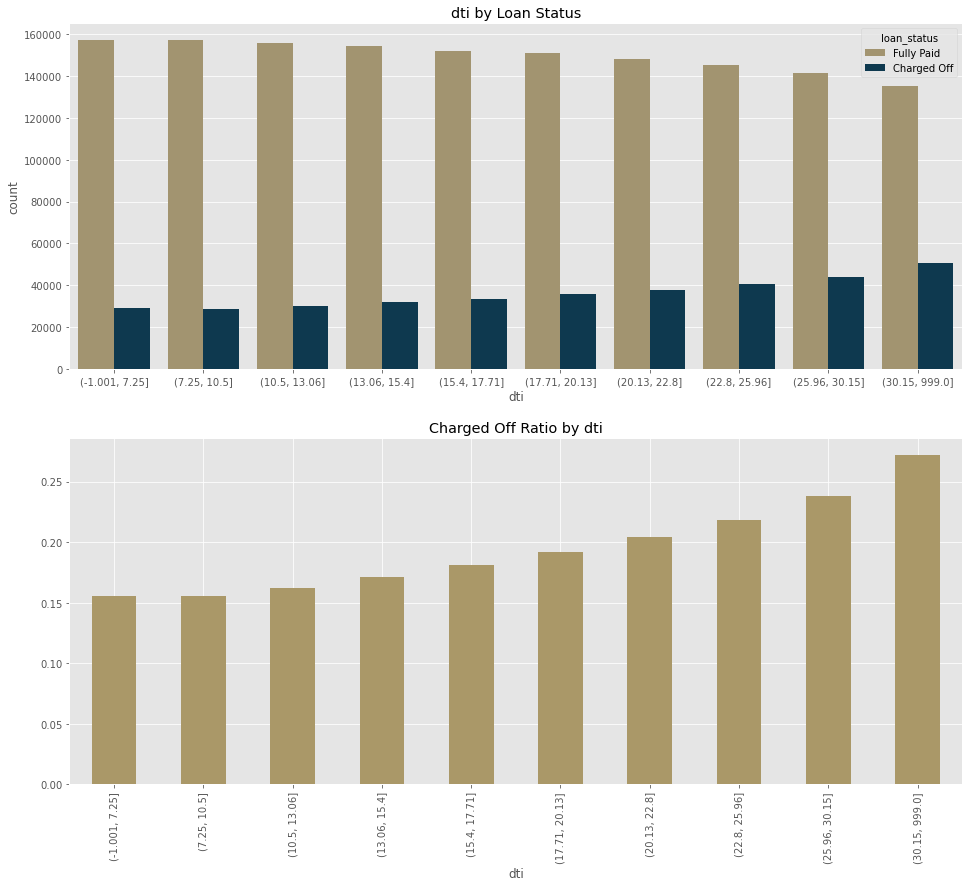 dti by Loan Status
160000
140000
120000
100000
80000
60000
40000
20000
0
count
loan_status
Fully Paid
Charged Off
(-1.001, 7.25] (7.25, 10.5] (10.5, 13.06] (13.06, 15.4] (15.4, 17.71] (17.71, 20.13] (20.13, 22.8] (22.8, 25.96] (25.96, 30.15] (30.15, 999.0]
dti
Charged Off Ratio by dti
0.25
0.20
0.15
0.10
0.05
0.00
(-1.001, 7.25]
(7.25, 10.5]
(10.5, 13.06]
(13.06, 15.4]
(15.4, 17.71]
(17.71, 20.13]
(20.13, 22.8]
(22.8, 25.96]
(25.96, 30.15]
(30.15, 999.0]
dti